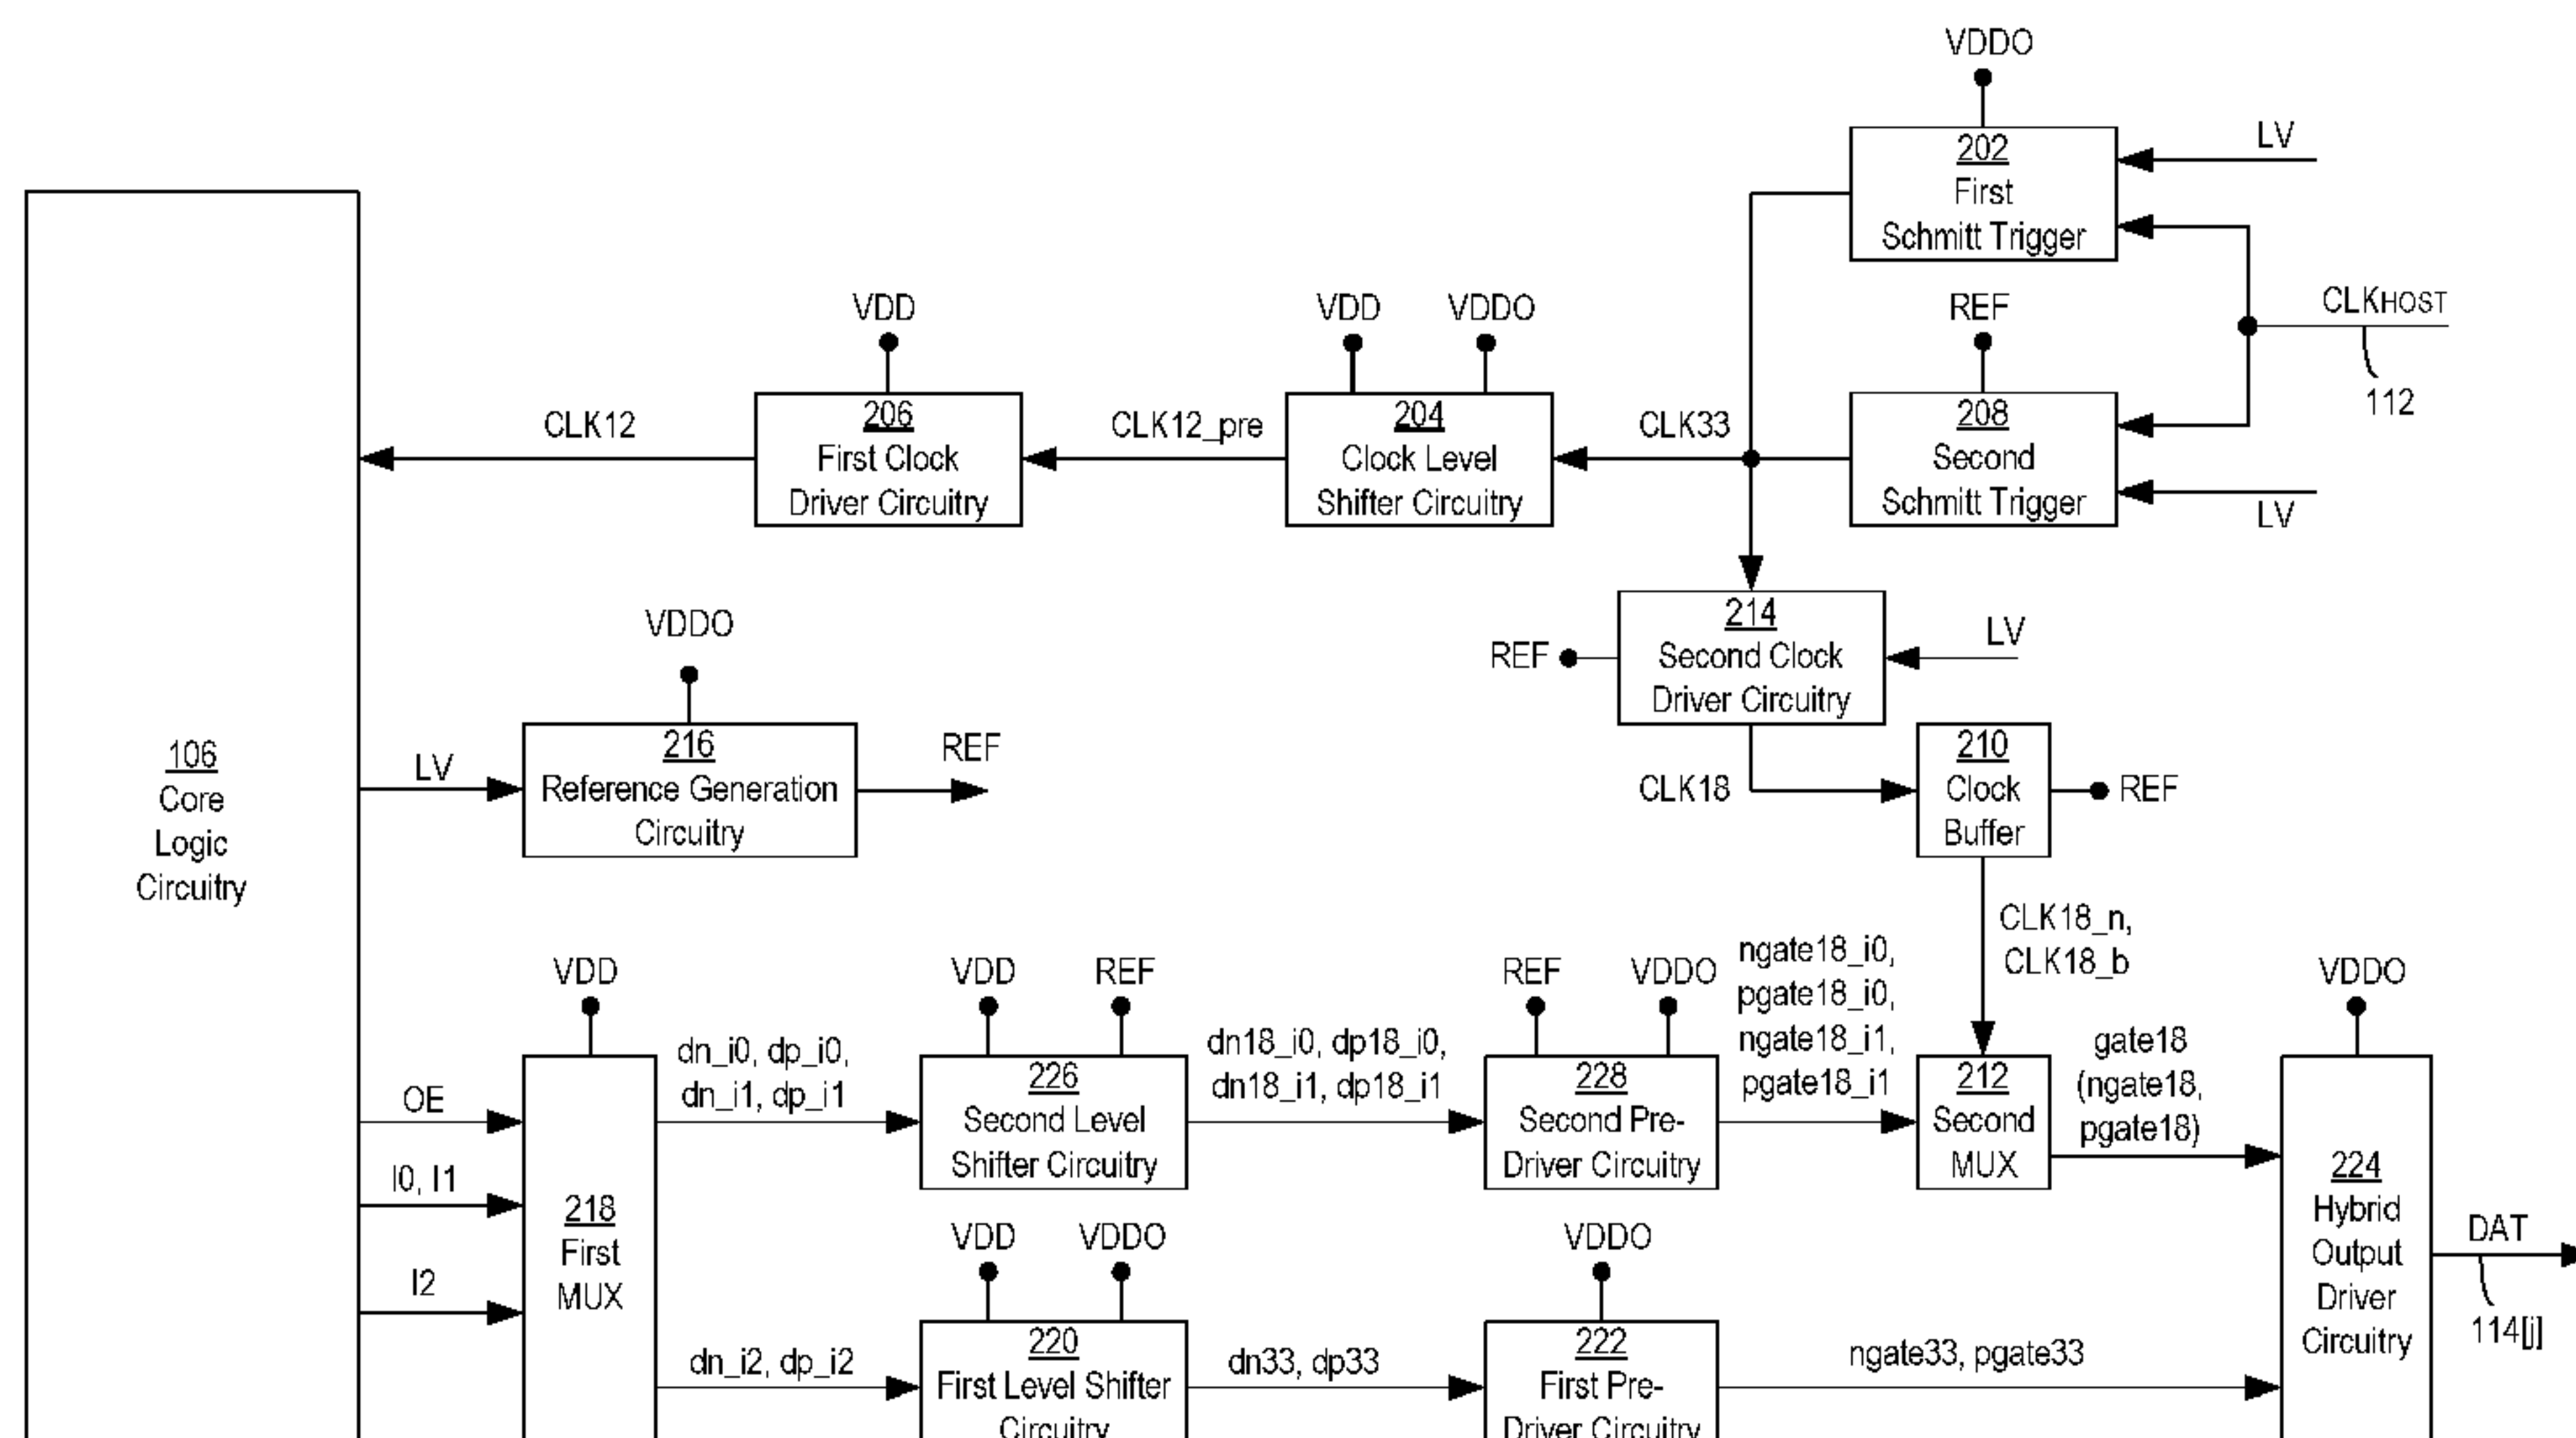 VDDO
202
First
Schmitt Trigger
LV
CLKHOST
112
REF
208
Second
Schmitt Trigger
LV
VDD
206
First Clock
Driver Circuitry
CLK12
VDD
VDDO
204
Clock Level
Shifter Circuitry
CLK12_pre
CLK33
214
Second Clock
Driver Circuitry
REF
LV
VDDO
216
Reference Generation
Circuitry
LV
REF
106
Core
Logic
Circuitry
CLK18
210
Clock
Buffer
REF
CLK18_n,
CLK18_b
VDD
OE
I0, I1
I2
218
First
MUX
dn_i0, dp_i0,
dn_i1, dp_i1
VDD
REF
226
Second Level
Shifter Circuitry
dn18_i0, dp18_i0,
dn18_i1, dp18_i1
REF
VDDO
228
Second Pre-
Driver Circuitry
ngate18_i0,
pgate18_i0,
ngate18_i1,
pgate18_i1
212
Second
MUX
gate18
(ngate18,
pgate18)
VDDO
224
Hybrid
Output
Driver
Circuitry
DAT
114[j]
dn_i2, dp_i2
VDD
VDDO
220
First Level Shifter
Circuitry
dn33, dp33
VDDO
222
First Pre-
Driver Circuitry
ngate33, pgate33